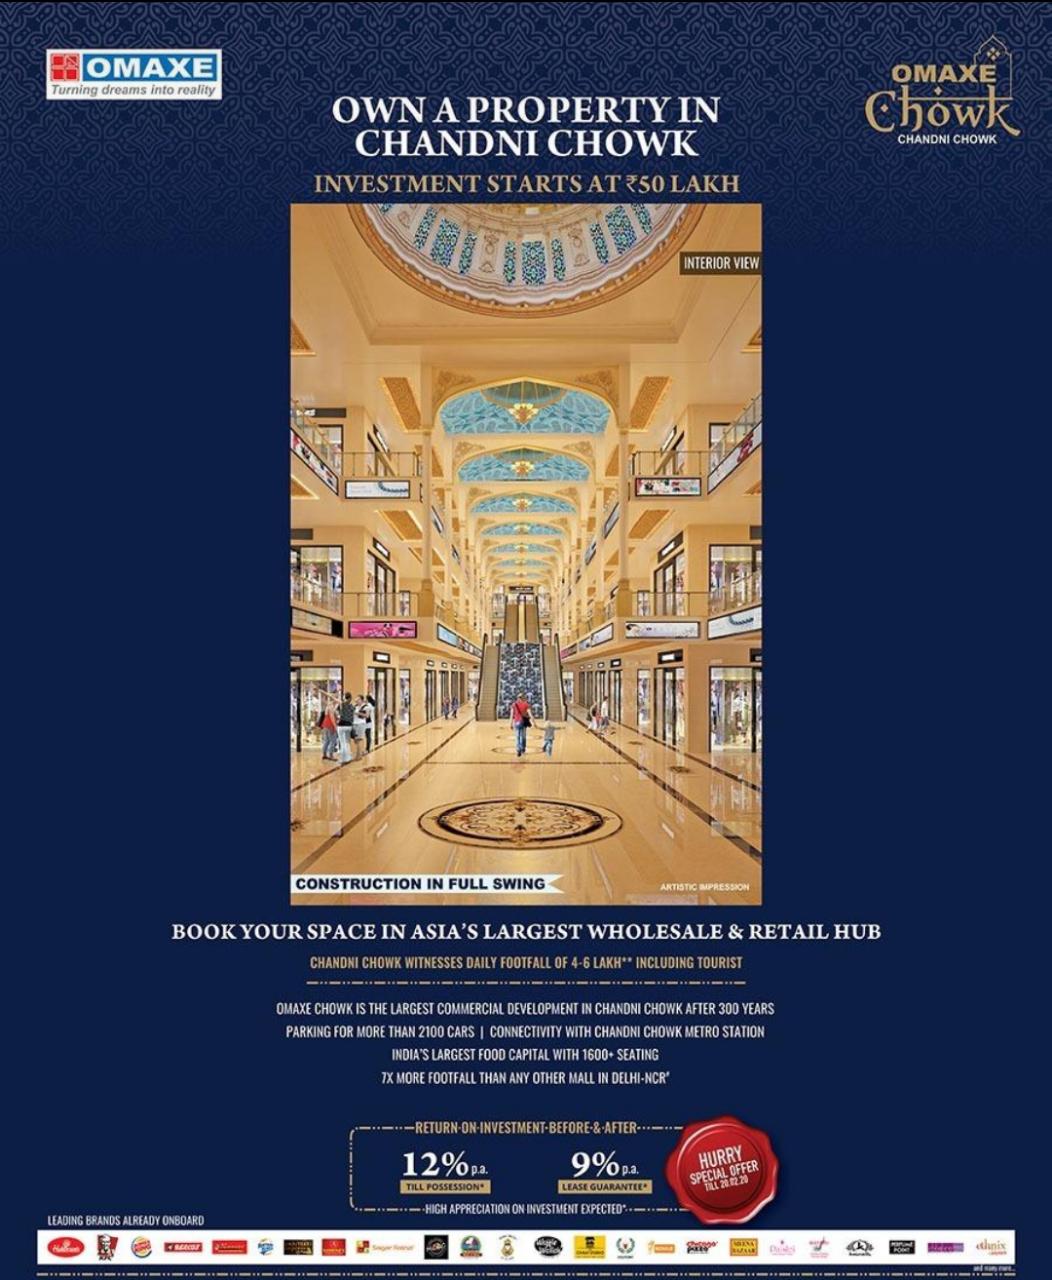 OMAXE
Turning dreams into reality
OMAXE
Chowk
CHANDNI CHOWK
OWN A PROPERTY IN
CHANDNI CHOWK
INVESTMENT STARTS AT ₹50 LAKH
INTERIOR VIEW
CONSTRUCTION IN FULL SWING
ARTISTIC IMPRESSION
BOOK YOUR SPACE IN ASIA'S LARGEST WHOLESALE & RETAIL HUB
CHANDNI CHOWK WITNESSES DAILY FOOTFALL OF 4-6 LAKH** INCLUDING TOURIST
OMAXE CHOWK IS THE LARGEST COMMERCIAL DEVELOPMENT IN CHANDNI CHOWK AFTER 300 YEARS
PARKING FOR MORE THAN 2100 CARS | CONNECTIVITY WITH CHANDNI CHOWK METRO STATION
INDIA'S LARGEST FOOD CAPITAL WITH 1600+ SEATING
7X MORE FOOTFALL THAN ANY OTHER MALL IN DELHI-NCR#
RETURN-ON-INVESTMENT-BEFORE-&-AFTER
12% p.a.
TILL POSSESSION*
9% p.a.
LEASE GUARANTEE*
HIGH APPRECIATION ON INVESTMENT EXPECTED*
HURRY
SPECIAL OFFER
TILL 20.02.20
LEADING BRANDS ALREADY ONBOARD
Haldiram's
KFC
BURGER KING
Sagar Ratna
chicago pizza
MEENA BAZAAR
PERFUME POINT
ethnix
and many more...